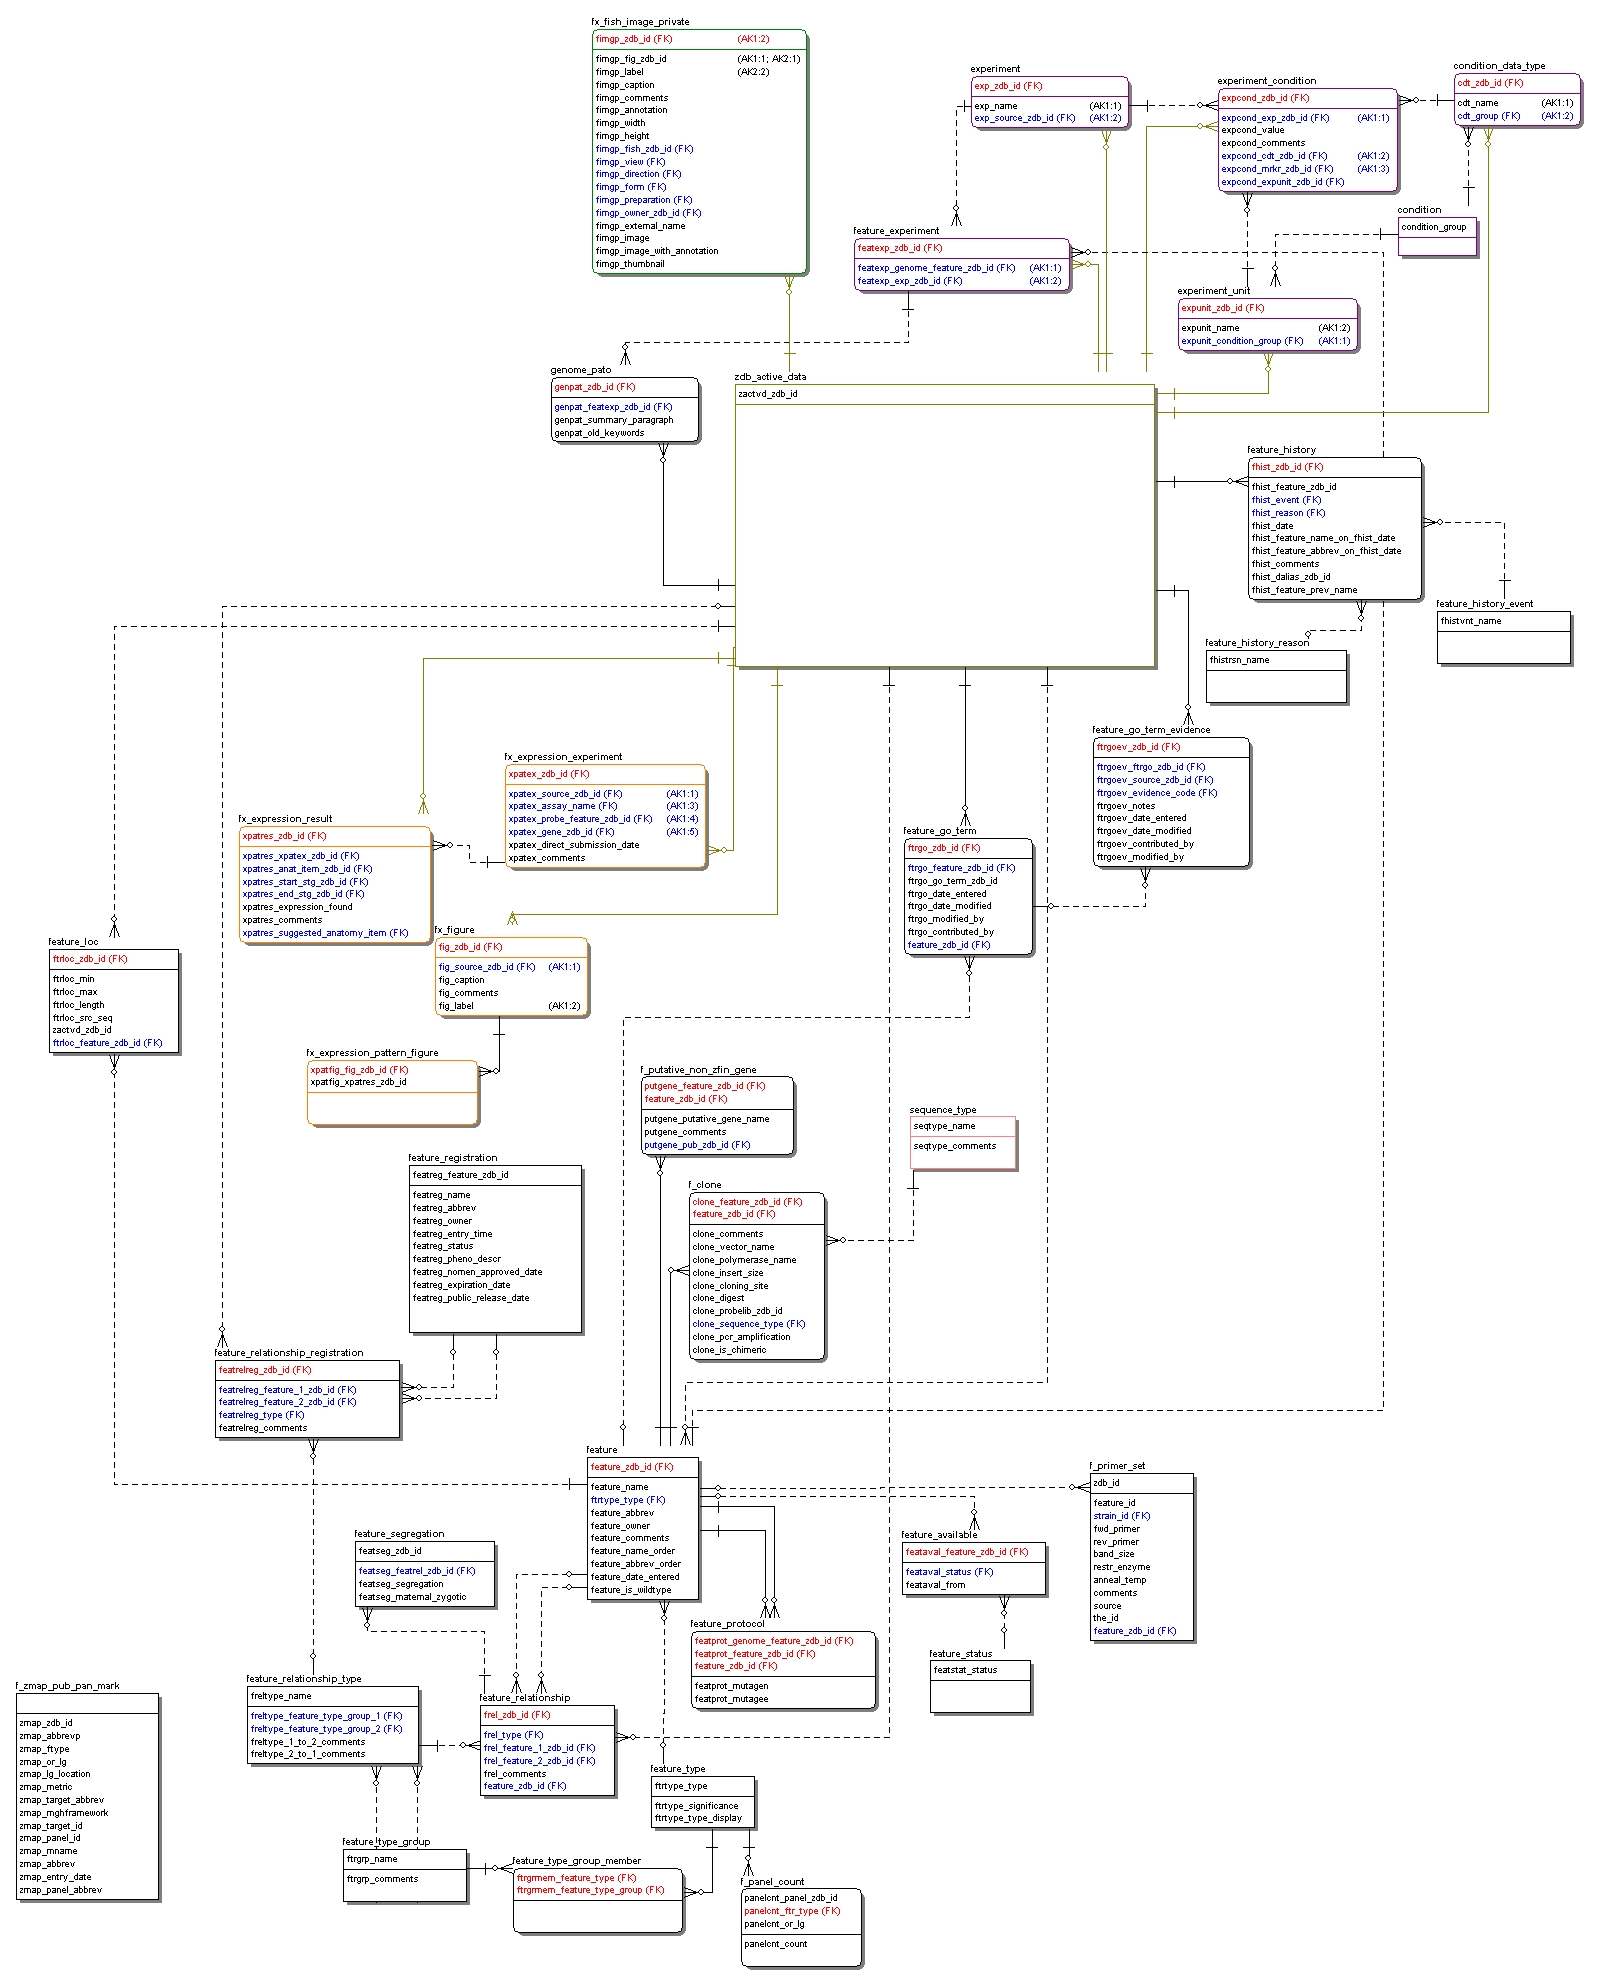 fx_fish_image_private
fimgp_zdb_id (FK) (AK1:2)
fimgp_fig_zdb_id (AK1:1; AK2:1)
fimgp_label (AK2:2)
fimgp_caption
fimgp_comments
fimgp_annotation
fimgp_width
fimgp_height
fimgp_fish_zdb_id (FK)
fimgp_view (FK)
fimgp_direction (FK)
fimgp_form (FK)
fimgp_preparation (FK)
fimgp_owner_zdb_id (FK)
fimgp_external_name
fimgp_image
fimgp_image_with_annotation
fimgp_thumbnail
experiment
exp_zdb_id (FK)
exp_name (AK1:1)
exp_source_zdb_id (FK) (AK1:2)
experiment_condition
expcond_zdb_id (FK)
expcond_exp_zdb_id (FK) (AK1:1)
expcond_value
expcond_comments
expcond_cdt_zdb_id (FK) (AK1:2)
expcond_mrkr_zdb_id (FK) (AK1:3)
expcond_expunit_zdb_id (FK)
condition_data_type
cdt_zdb_id (FK)
cdt_name (AK1:1)
cdt_group (FK) (AK1:2)
condition
condition_group
feature_experiment
featexp_zdb_id (FK)
featexp_genome_feature_zdb_id (FK) (AK1:1)
featexp_exp_zdb_id (FK) (AK1:2)
experiment_unit
expunit_zdb_id (FK)
expunit_name (AK1:2)
expunit_condition_group (FK) (AK1:1)
genome_pato
genpat_zdb_id (FK)
genpat_featexp_zdb_id (FK)
genpat_summary_paragraph
genpat_old_keywords
zdb_active_data
zactvd_zdb_id
feature_history
fhist_zdb_id (FK)
fhist_feature_zdb_id
fhist_event (FK)
fhist_reason (FK)
fhist_date
fhist_feature_name_on_fhist_date
fhist_feature_abbrev_on_fhist_date
fhist_comments
fhist_dalias_zdb_id
fhist_feature_prev_name
feature_history_event
fhistvnt_name
feature_history_reason
fhistrsn_name
feature_go_term_evidence
ftrgoev_zdb_id (FK)
ftrgoev_ftrgo_zdb_id (FK)
ftrgoev_source_zdb_id (FK)
ftrgoev_evidence_code (FK)
ftrgoev_notes
ftrgoev_date_entered
ftrgoev_date_modified
ftrgoev_contributed_by
ftrgoev_modified_by
fx_expression_experiment
xpatex_zdb_id (FK)
xpatex_source_zdb_id (FK) (AK1:1)
xpatex_assay_name (FK) (AK1:3)
xpatex_probe_feature_zdb_id (FK) (AK1:4)
xpatex_gene_zdb_id (FK) (AK1:5)
xpatex_direct_submission_date
xpatex_comments
fx_expression_result
xpatres_zdb_id (FK)
xpatres_xpatex_zdb_id (FK)
xpatres_anat_item_zdb_id (FK)
xpatres_start_stg_zdb_id (FK)
xpatres_end_stg_zdb_id (FK)
xpatres_expression_found
xpatres_comments
xpatres_suggested_anatomy_item (FK)
feature_go_term
ftrgo_zdb_id (FK)
ftrgo_feature_zdb_id (FK)
ftrgo_go_term_zdb_id
ftrgo_date_entered
ftrgo_date_modified
ftrgo_modified_by
ftrgo_contributed_by
feature_zdb_id (FK)
fx_figure
fig_zdb_id (FK)
fig_source_zdb_id (FK) (AK1:1)
fig_caption
fig_comments
fig_label (AK1:2)
feature_loc
ftrloc_zdb_id (FK)
ftrloc_min
ftrloc_max
ftrloc_length
ftrloc_src_seq
zactvd_zdb_id
ftrloc_feature_zdb_id (FK)
fx_expression_pattern_figure
xpatfig_fig_zdb_id (FK)
xpatfig_xpatres_zdb_id
f_putative_non_zfin_gene
putgene_feature_zdb_id (FK)
feature_zdb_id (FK)
putgene_putative_gene_name
putgene_comments
putgene_pub_zdb_id (FK)
sequence_type
seqtype_name
seqtype_comments
feature_registration
featreg_feature_zdb_id
featreg_name
featreg_abbrev
featreg_owner
featreg_entry_time
featreg_status
featreg_pheno_descr
featreg_nomen_approved_date
featreg_expiration_date
featreg_public_release_date
f_clone
clone_feature_zdb_id (FK)
feature_zdb_id (FK)
clone_comments
clone_vector_name
clone_polymerase_name
clone_insert_size
clone_cloning_site
clone_digest
clone_probelib_zdb_id
clone_sequence_type (FK)
clone_pcr_amplification
clone_is_chimeric
feature_relationship_registration
featrelreg_zdb_id (FK)
featrelreg_feature_1_zdb_id (FK)
featrelreg_feature_2_zdb_id (FK)
featrelreg_type (FK)
featrelreg_comments
feature
feature_zdb_id (FK)
feature_name
ftrtype_type (FK)
feature_abbrev
feature_owner
feature_comments
feature_name_order
feature_abbrev_order
feature_date_entered
feature_is_wildtype
f_primer_set
zdb_id
feature_id
strain_id (FK)
fwd_primer
rev_primer
band_size
restr_enzyme
anneal_temp
comments
source
the_id
feature_zdb_id (FK)
feature_segregation
featseg_zdb_id
featseg_featrel_zdb_id (FK)
featseg_segregation
featseg_maternal_zygotic
feature_available
feataval_feature_zdb_id (FK)
feataval_status (FK)
feataval_from
feature_protocol
featprot_genome_feature_zdb_id (FK)
featprot_feature_zdb_id (FK)
feature_zdb_id (FK)
featprot_mutagen
featprot_mutagee
feature_status
featstat_status
f_zmap_pub_pan_mark
zmap_zdb_id
zmap_abbrevp
zmap_ftype
zmap_or_lg
zmap_lg_location
zmap_metric
zmap_target_abbrev
zmap_mghframework
zmap_target_id
zmap_panel_id
zmap_mname
zmap_abbrev
zmap_entry_date
zmap_panel_abbrev
feature_relationship_type
freltype_name
freltype_feature_type_group_1 (FK)
freltype_feature_type_group_2 (FK)
freltype_1_to_2_comments
freltype_2_to_1_comments
feature_relationship
frel_zdb_id (FK)
frel_type (FK)
frel_feature_1_zdb_id (FK)
frel_feature_2_zdb_id (FK)
frel_comments
feature_zdb_id (FK)
feature_type
ftrtype_type
ftrtype_significance
ftrtype_type_display
feature_type_group
ftrgrp_name
ftrgrp_comments
feature_type_group_member
ftrgrmem_feature_type (FK)
ftrgrmem_feature_type_group (FK)
f_panel_count
panelcnt_panel_zdb_id
panelcnt_ftr_type (FK)
panelcnt_or_lg
panelcnt_count